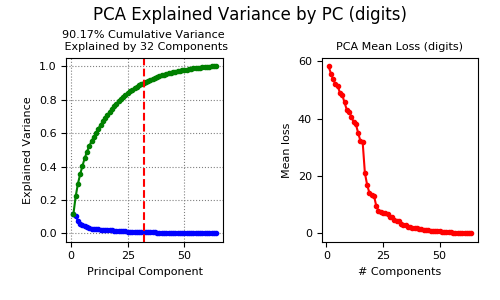 PCA Explained Variance by PC (digits)
90.17% Cumulative Variance
Explained by 32 Components
PCA Mean Loss (digits)
1.0
0.8
0.6
0.4
0.2
0.0
Explained Variance
0 25 50
Principal Component
60
40
20
0
Mean loss
0 25 50
# Components